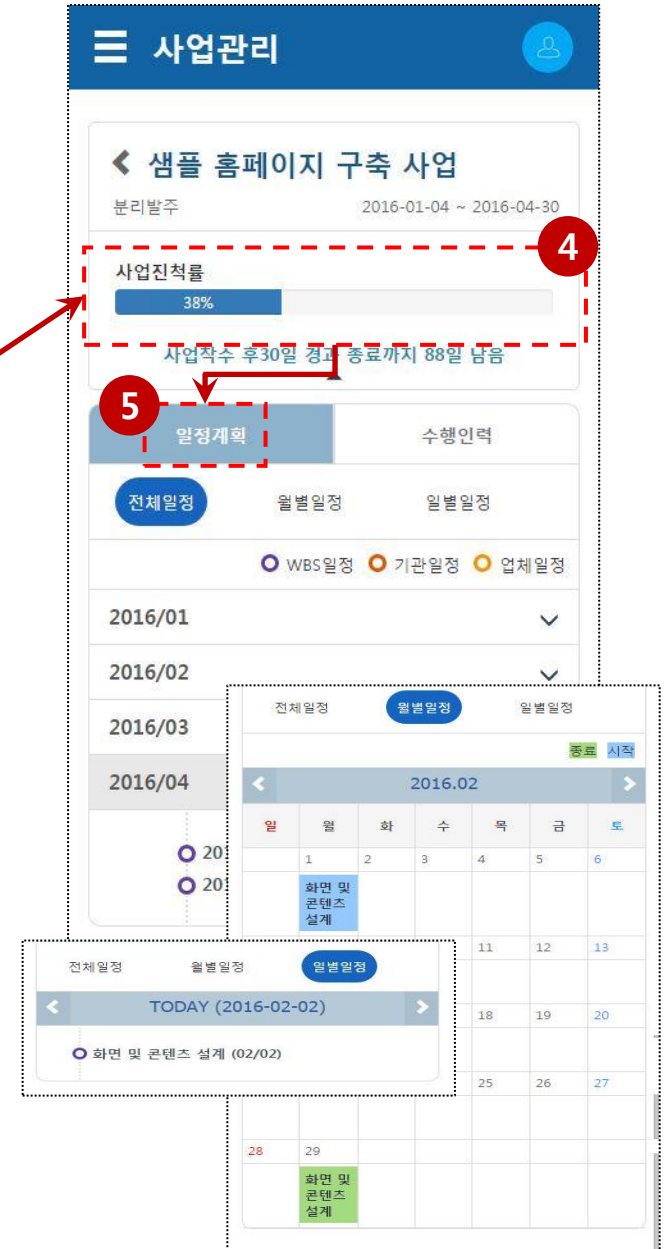 사업관리
샘플 홈페이지 구축 사업
분리발주 2016-01-04 ~ 2016-04-30
4
사업진척률
38%
사업착수 후30일 경과 종료까지 88일 남음
5
일정계획 수행인력
전체일정 월별일정 일별일정
WBS일정 기관일정 업체일정
2016/01
2016/02
2016/03
2016/04
201
201
전체일정 월별일정 일별일정
종료 시작
2016.02
일 월 화 수 목 금 토
1 2 3 4 5 6
화면 및
콘텐츠
설계
11 12 13
18 19 20
25 26 27
28 29
화면 및
콘텐츠
설계
전체일정 월별일정 일별일정
TODAY (2016-02-02)
화면 및 콘텐츠 설계 (02/02)